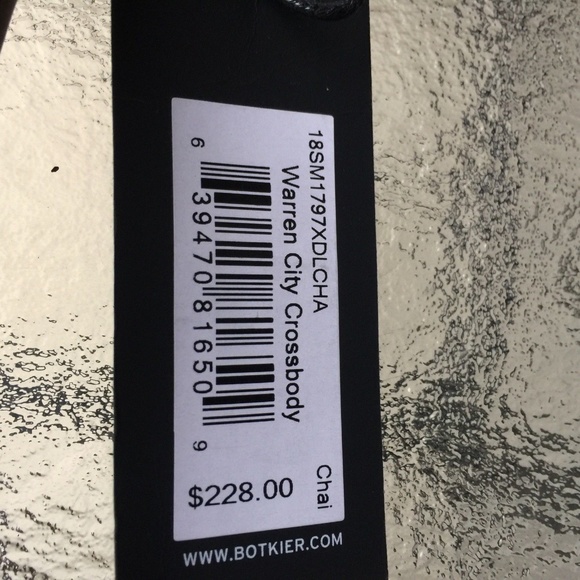 18SM1797XDLCHA Chai
Warren City Crossbody
6 39470 81650 9
$228.00
WWW.BOTKIER.COM